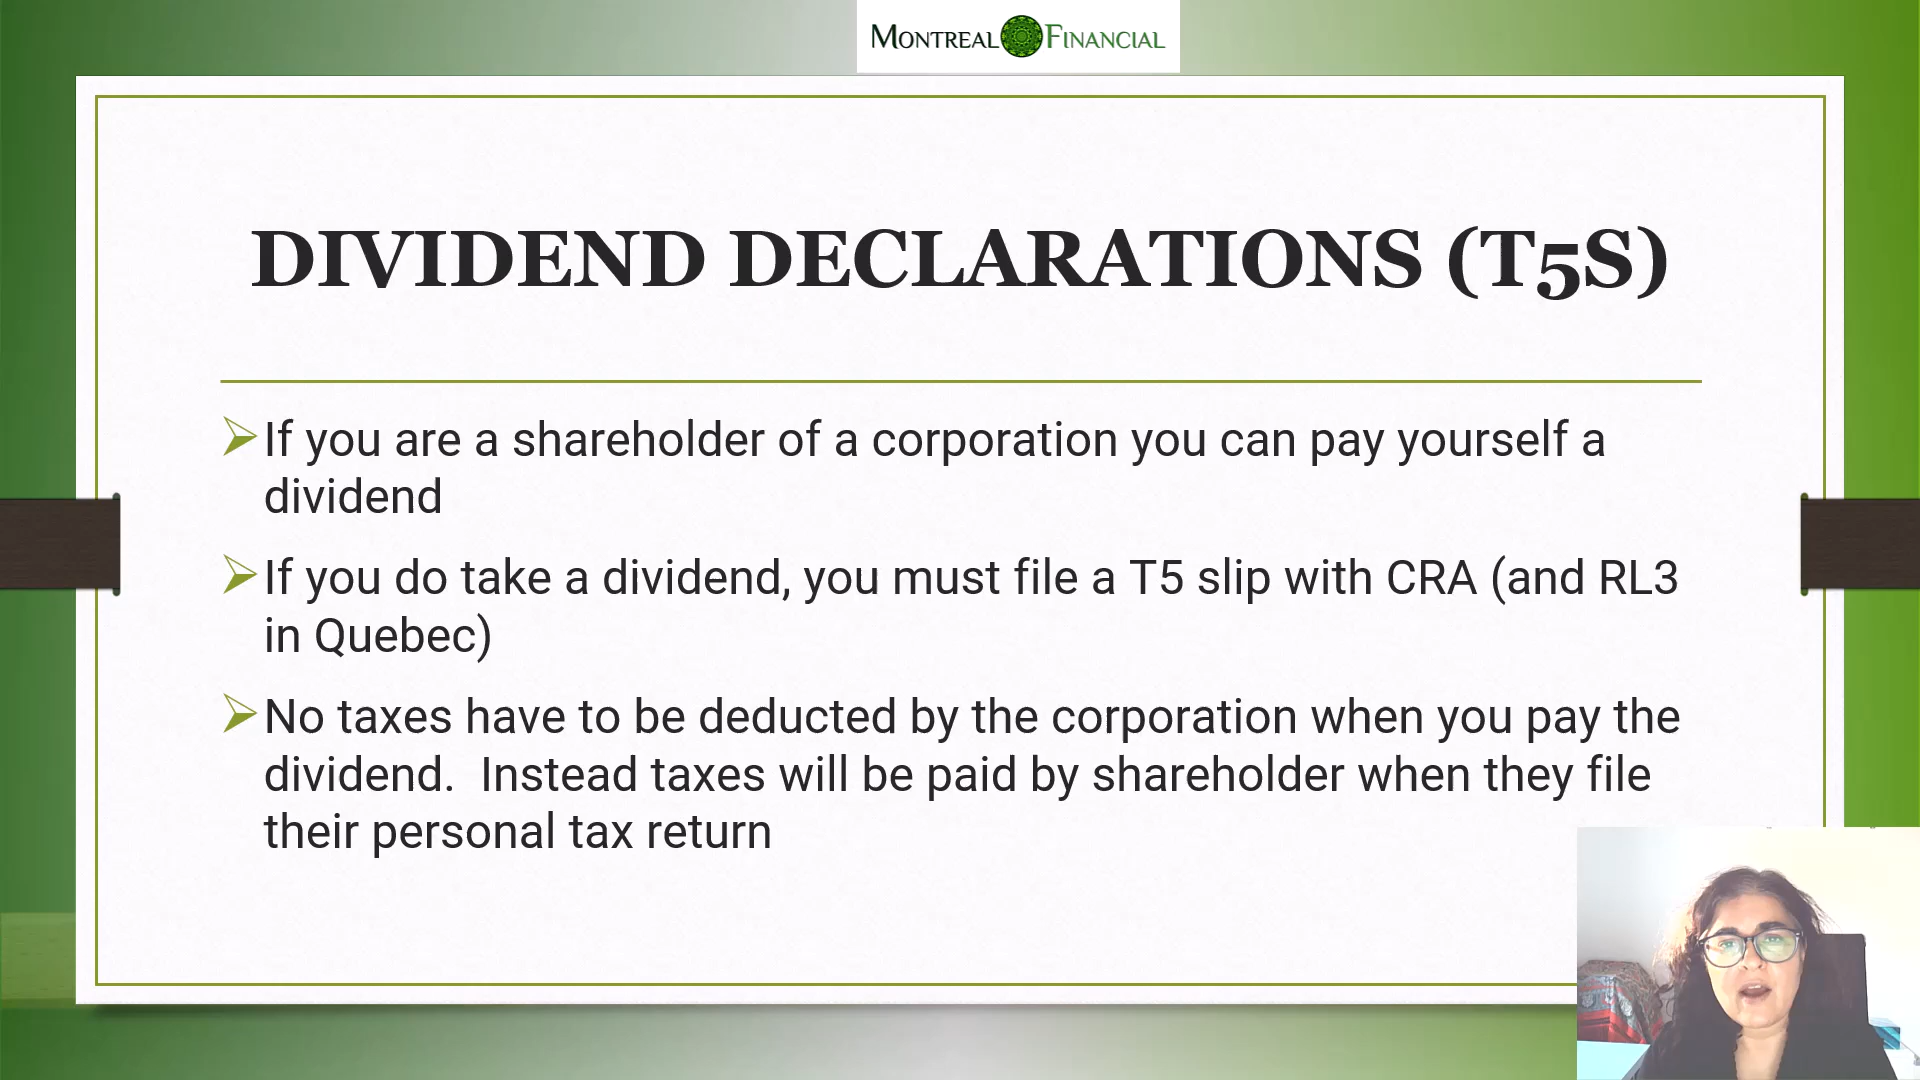 MONTREAL FINANCIAL
DIVIDEND DECLARATIONS (T5S)
If you are a shareholder of a corporation you can pay yourself a
dividend
If you do take a dividend, you must file a T5 slip with CRA (and RL3
in Quebec)
No taxes have to be deducted by the corporation when you pay the
dividend.  Instead taxes will be paid by shareholder when they file
their personal tax return